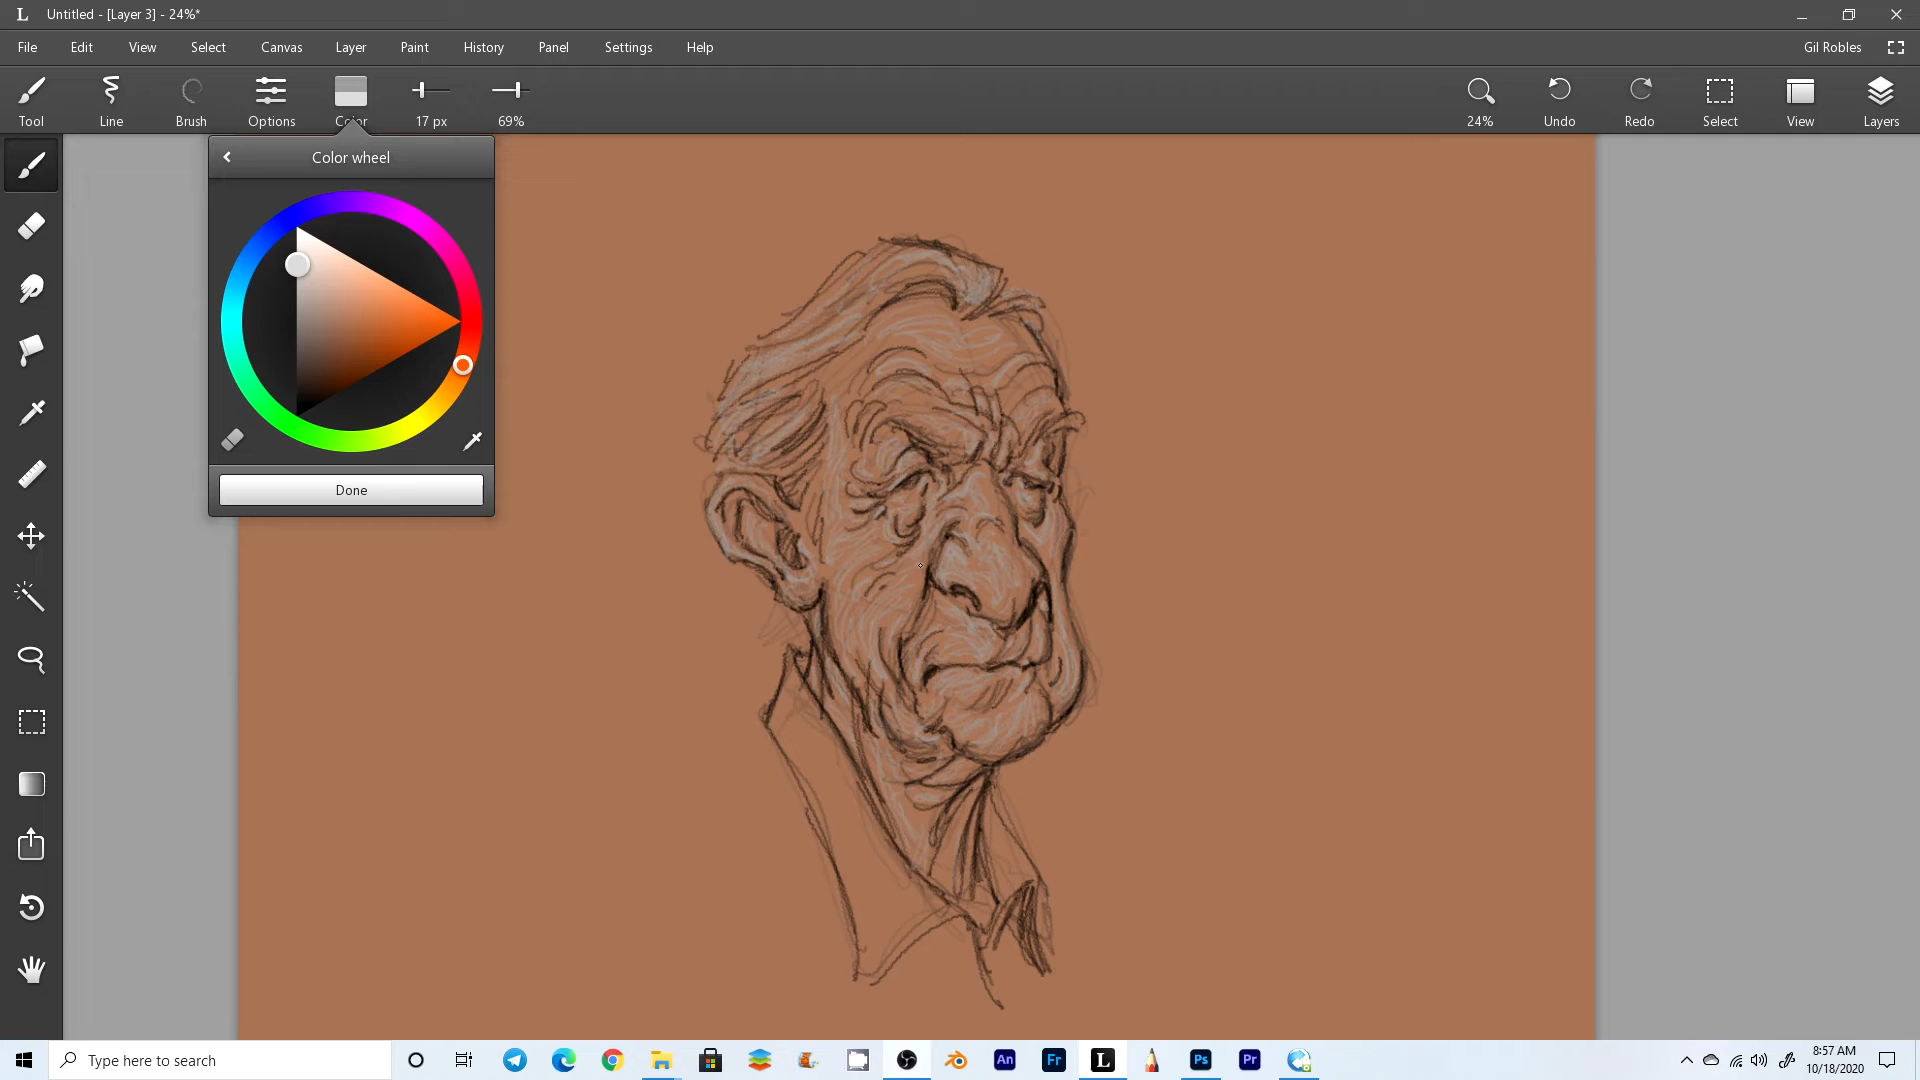 L Untitled - [Layer 3] - 24%*
File Edit View Select Canvas Layer Paint History Panel Settings Help Gil Robles
Tool Line Brush Options Color 17 px 69% 24% Undo Redo Select View Layers
Color wheel
Done
Type here to search
An Fr L Ps Pr
8:57 AM
10/18/2020